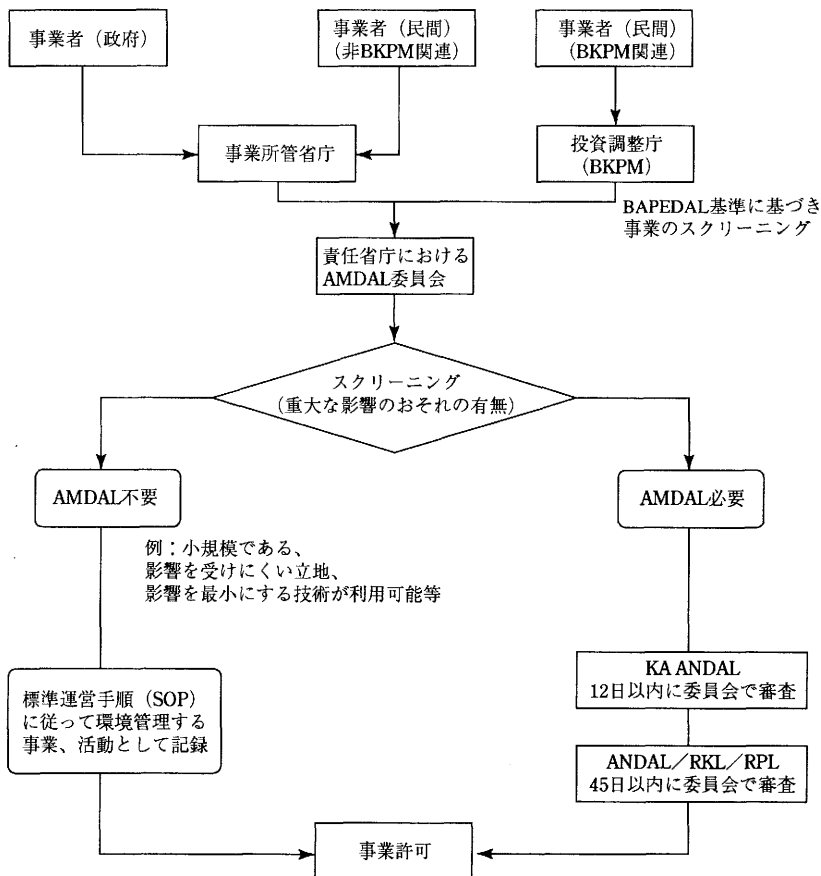 事業者（政府）
事業者（民間）
（非BKPM関連）
事業者（民間）
（BKPM関連）
事業所管省庁
投資調整庁
（BKPM）
BAPEDAL基準に基づき
事業のスクリーニング
責任省庁における
AMDAL委員会
スクリーニング
（重大な影響のおそれの有無）
AMDAL不要
AMDAL必要
例：小規模である、
影響を受けにくい立地、
影響を最小にする技術が利用可能等
標準運営手順（SOP）
に従って環境管理する
事業、活動として記録
KA ANDAL
12日以内に委員会で審査
ANDAL／RKL／RPL
45日以内に委員会で審査
事業許可